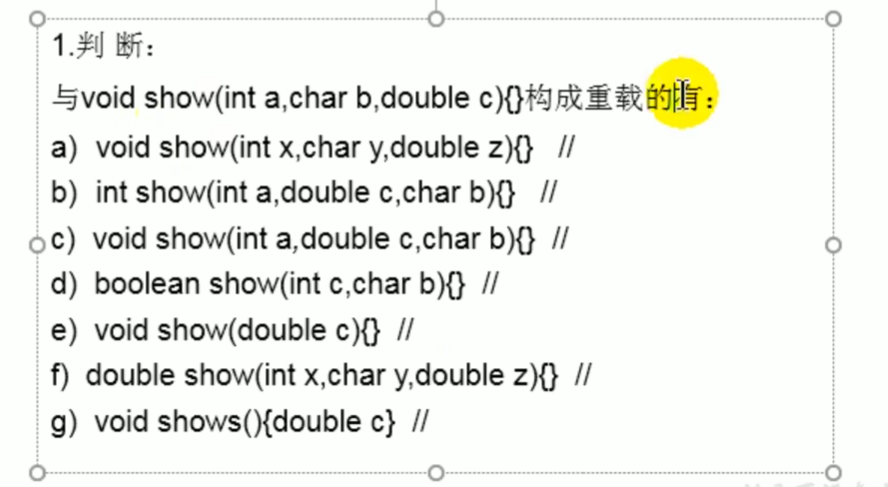 1.判 断：
与void show(int a,char b,double c){}构成重载的有：
a) void show(int x,char y,double z){} //
b) int show(int a,double c,char b){} //
c) void show(int a,double c,char b){} //
d) boolean show(int c,char b){} //
e) void show(double c){} //
f) double show(int x,char y,double z){} //
g) void shows(){double c} //